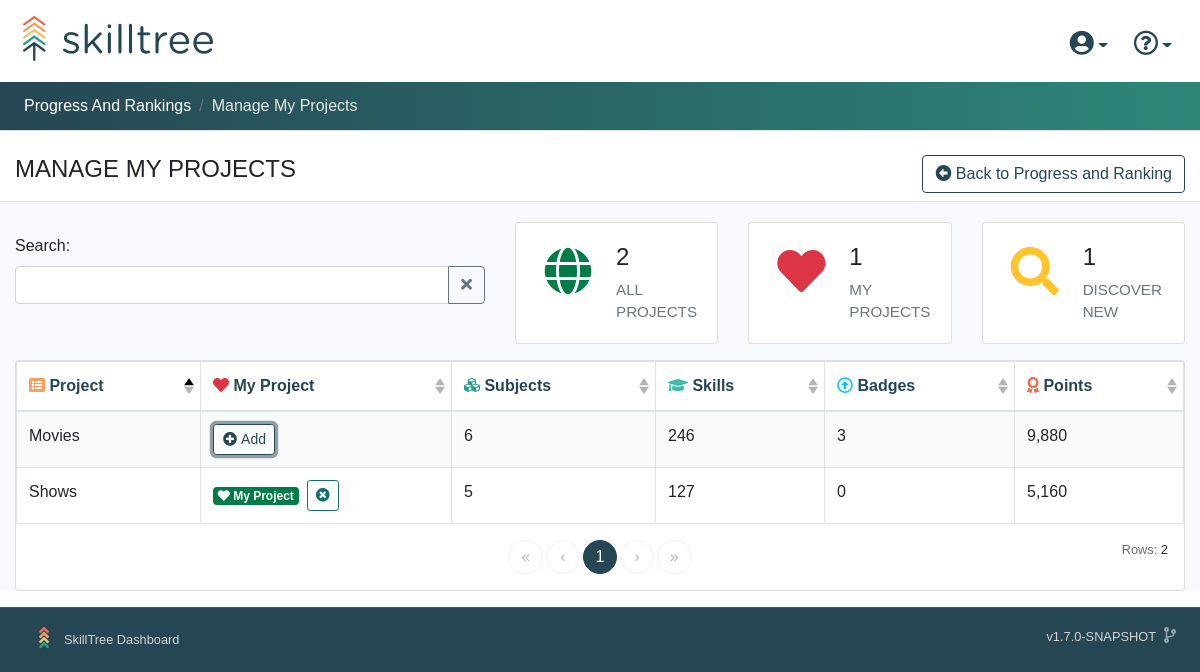 skilltree
Progress And Rankings / Manage My Projects
MANAGE MY PROJECTS
Back to Progress and Ranking
Search:
2
ALL
PROJECTS
1
MY
PROJECTS
1
DISCOVER
NEW
Project My Project Subjects Skills Badges Points
Movies Add 6 246 3 9,880
Shows My Project 5 127 0 5,160
« ‹ 1 › »
Rows: 2
SkillTree Dashboard
v1.7.0-SNAPSHOT